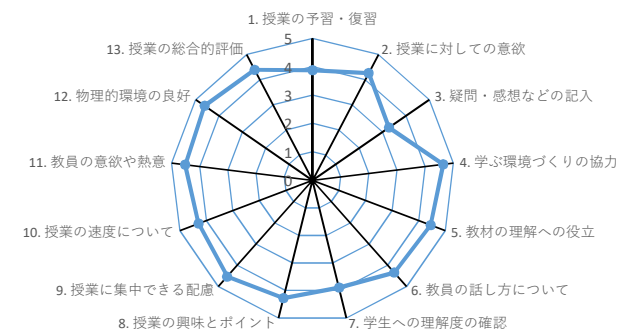 1. 授業の予習・復習
2. 授業に対しての意欲
3. 疑問・感想などの記入
4. 学ぶ環境づくりの協力
5. 教材の理解への役立
6. 教員の話し方について
7. 学生への理解度の確認
8. 授業の興味とポイント
9. 授業に集中できる配慮
10. 授業の速度について
11. 教員の意欲や熱意
12. 物理的環境の良好
13. 授業の総合的評価
5
4
3
2
1
0